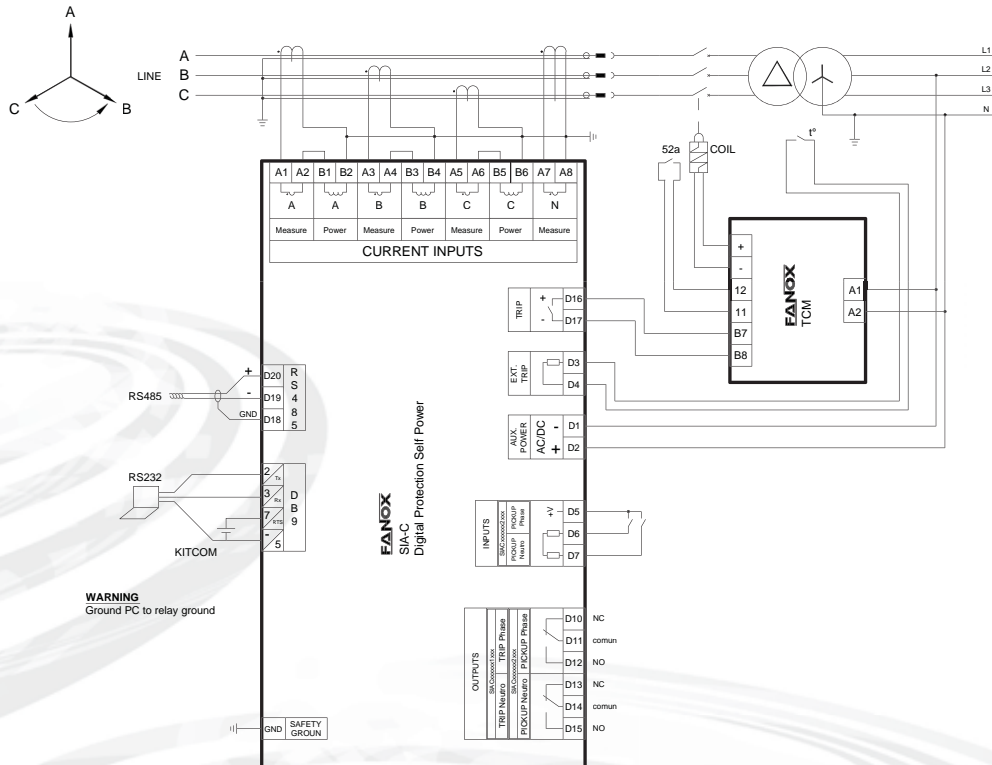 A
C
B
LINE
A
B
C
L1
L2
L3
N
52a
COIL
t°
A1 A2 B1 B2 A3 A4 B3 B4 A5 A6 B5 B6 A7 A8
A A B B C C N
Measure Power Measure Power Measure Power Measure
CURRENT INPUTS
+
-
12
11
B7
B8
FANOX
TCM
A1
A2
TRIP
+ D16
- D17
EXT.
TRIP
D3
D4
AUX.
POWER
AC/DC
- D1
+ D2
RS485
+ D20
- D19
GND D18
RS485
RS232
2 Tx
3 Rx
7 RTS
- 5
DB9
KITCOM
FANOX
SIA-C
Digital Protection Self Power
INPUTS
SIACxxxxxx2xxx
PICKUP Phase
PICKUP Neutro
+V D5
D6
D7
WARNING
Ground PC to relay ground
OUTPUTS
SIACxxxxxx1xxx
TRIP Phase
TRIP Neutro
SIACxxxxxx2xxx
PICKUP Phase
PICKUP Neutro
D10 NC
D11 comun
D12 NO
D13 NC
D14 comun
D15 NO
GND SAFETY
GROUN